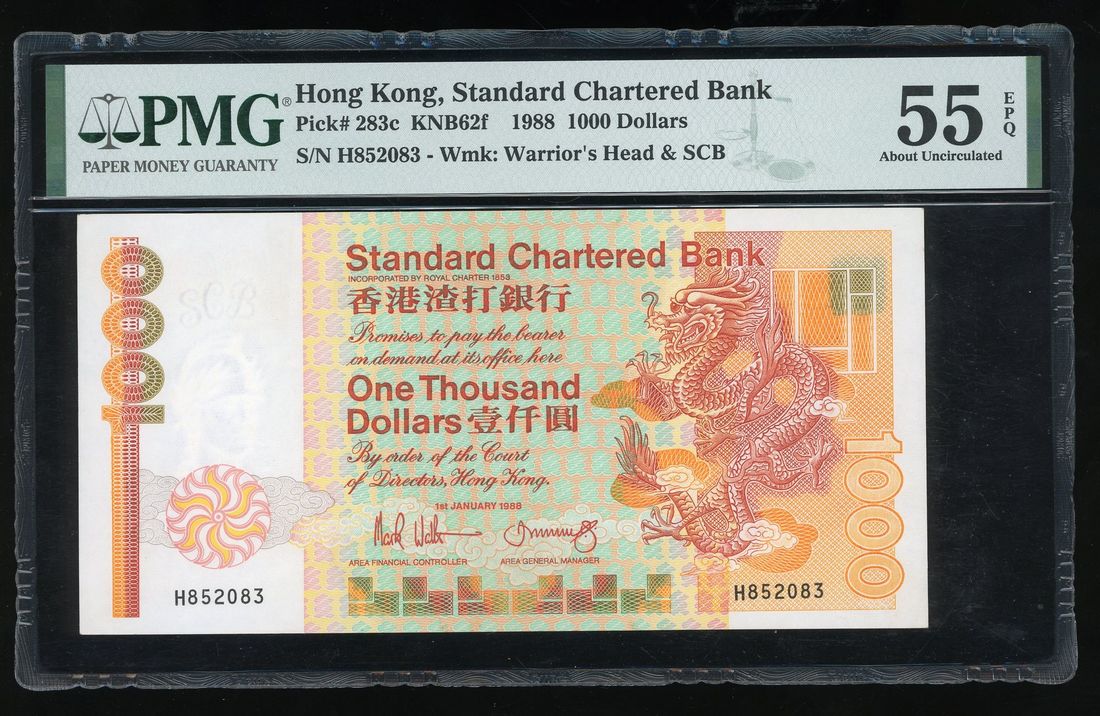 PMG®
PAPER MONEY GUARANTY
Hong Kong, Standard Chartered Bank
Pick# 283c KNB62f 1988 1000 Dollars
S/N H852083 - Wmk: Warrior's Head & SCB
55
EPQ
About Uncirculated
1000
SCB
Standard Chartered Bank
INCORPORATED BY ROYAL CHARTER 1853
香港渣打銀行
Promises to pay the bearer
on demand at its office here
One Thousand
Dollars 壹仟圓
By order of the Court
of Directors, Hong Kong.
1st JANUARY 1988
AREA FINANCIAL CONTROLLER AREA GENERAL MANAGER
H852083
H852083
1000